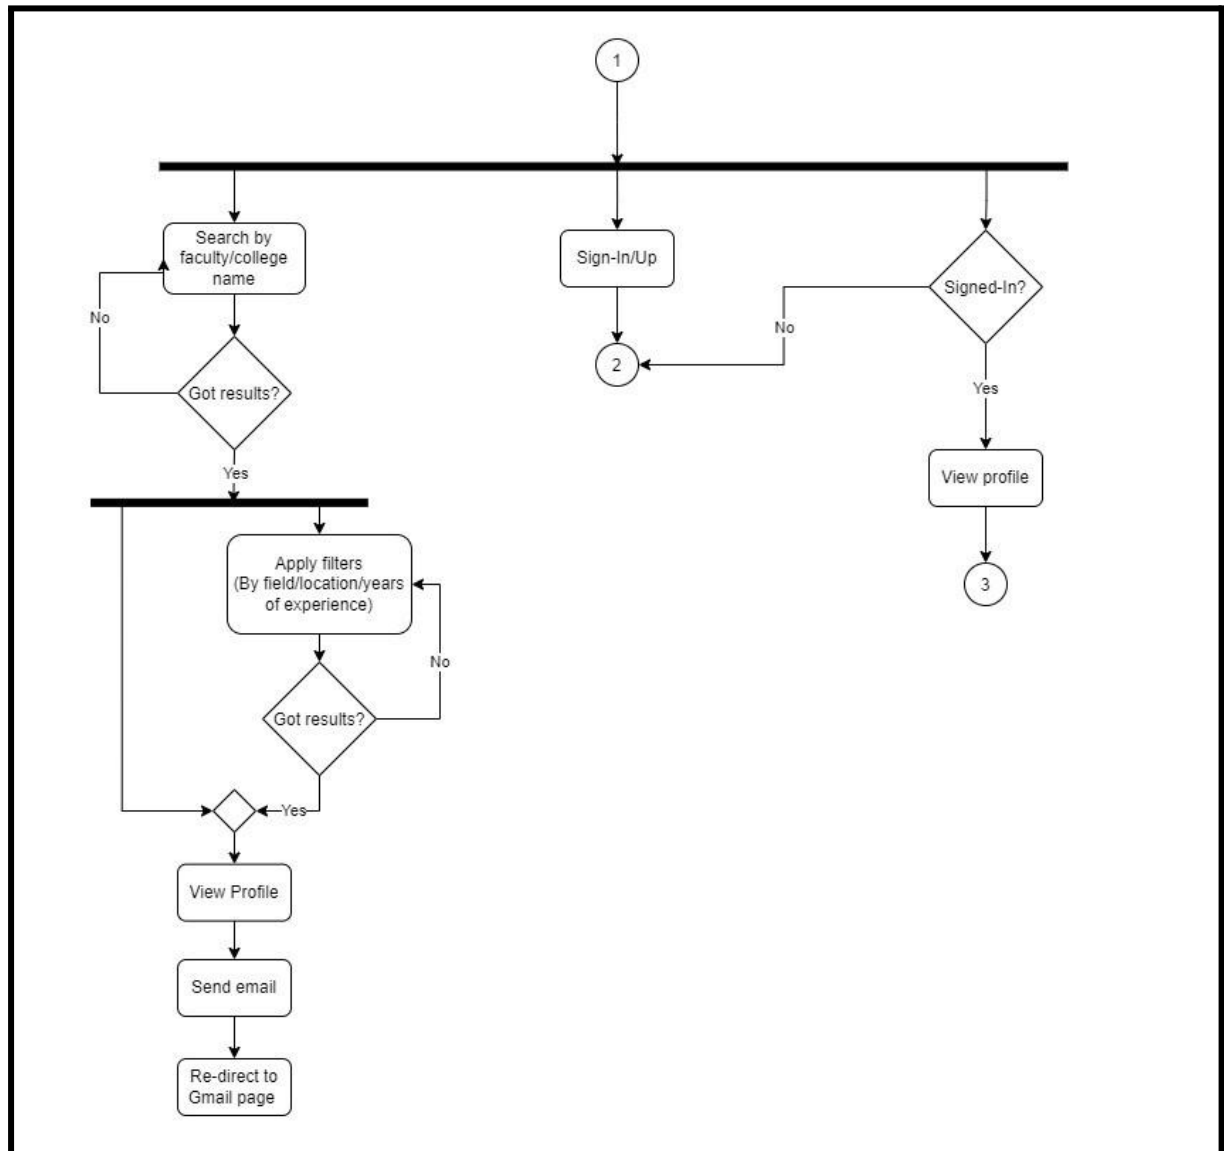 1
Search by
faculty/college
name
Sign-In/Up
Signed-In?
No
No
2
Got results?
Yes
Yes
View profile
Apply filters
(By field/location/years
of experience)
3
No
Got results?
Yes
View Profile
Send email
Re-direct to
Gmail page